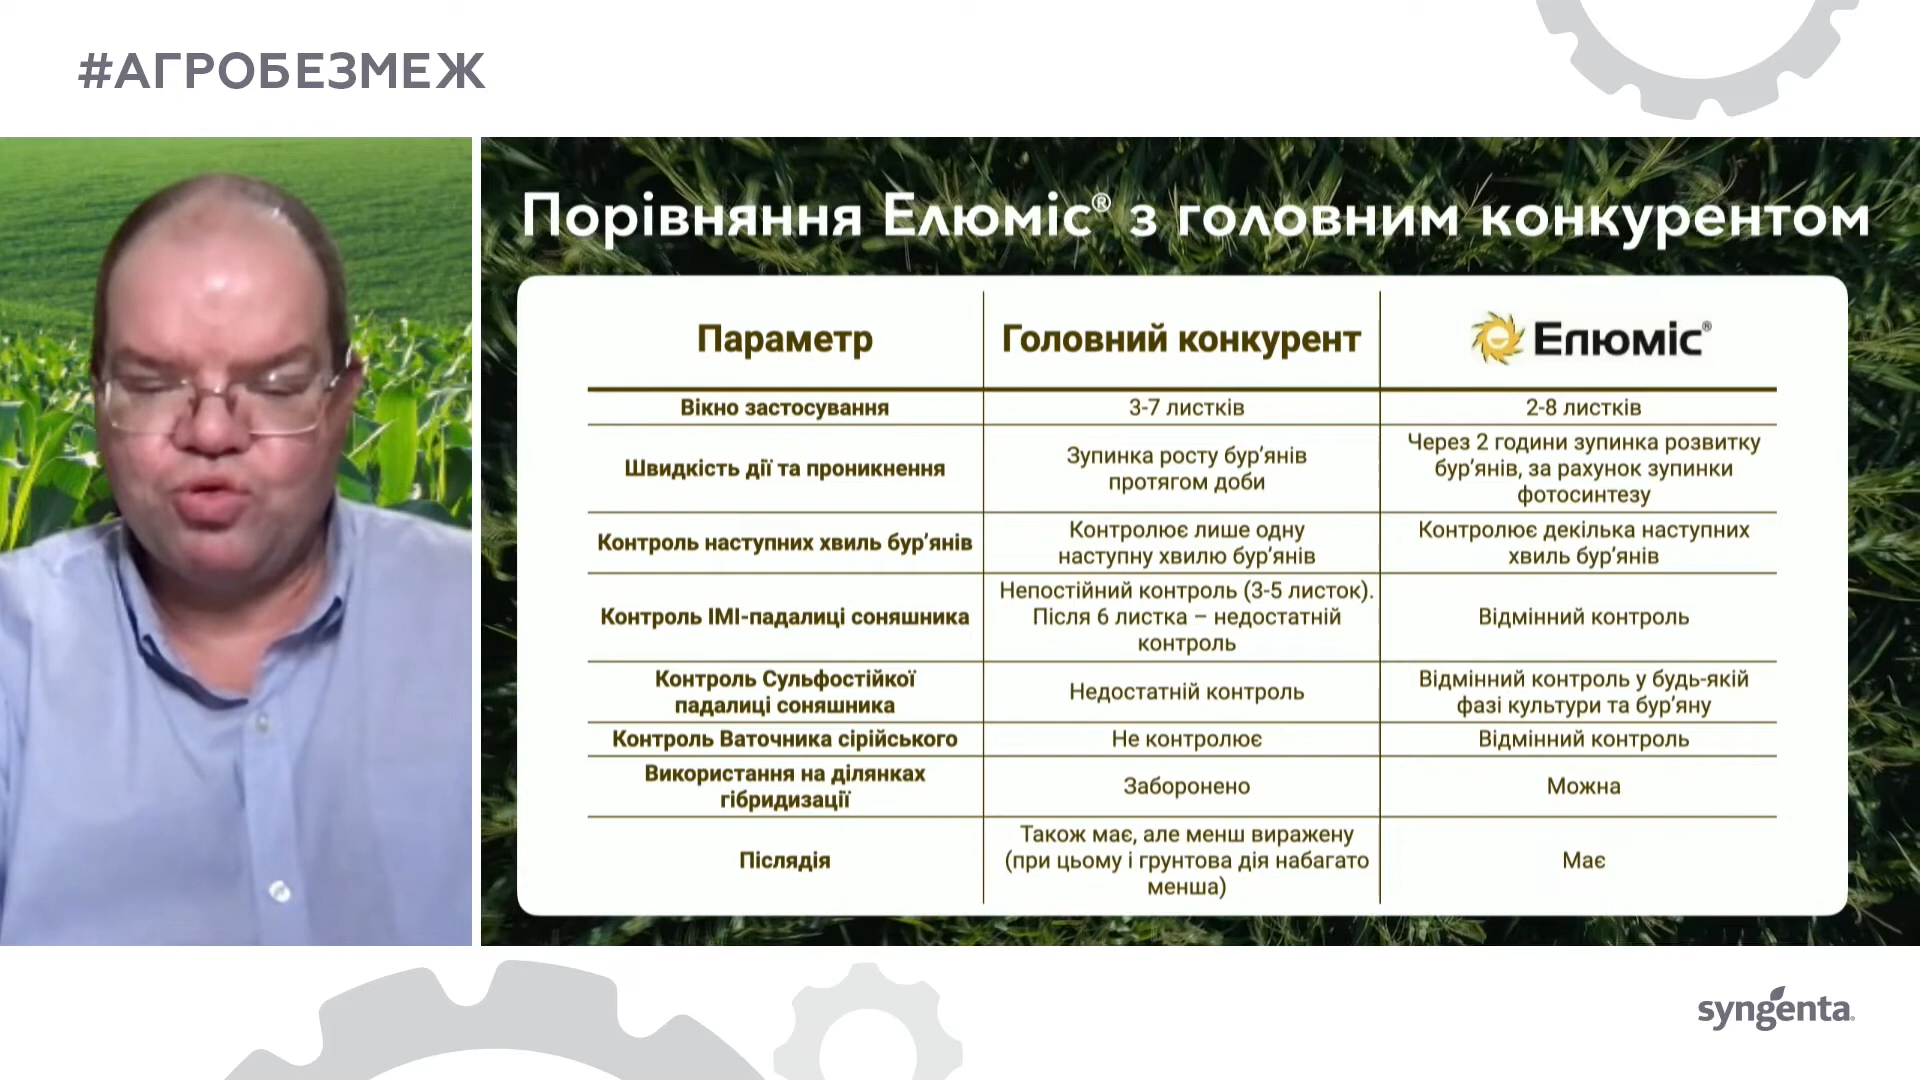 #АГРОБЕЗМЕЖ
Порівняння Елюміс® з головним конкурентом
Параметр
Головний конкурент
Елюміс®
Вікно застосування
3-7 листків
2-8 листків
Швидкість дії та проникнення
Зупинка росту бур’янів
протягом доби
Через 2 години зупинка розвитку
бур’янів, за рахунок зупинки
фотосинтезу
Контроль наступних хвиль бур’янів
Контролює лише одну
наступну хвилю бур’янів
Контролює декілька наступних
хвиль бур’янів
Контроль ІМІ-падалиці соняшника
Непостійний контроль (3-5 листок).
Після 6 листка – недостатній
контроль
Відмінний контроль
Контроль Сульфостійкої
падалиці соняшника
Недостатній контроль
Відмінний контроль у будь-якій
фазі культури та бур’яну
Контроль Ваточника сірійського
Не контролює
Відмінний контроль
Використання на ділянках
гібридизації
Заборонено
Можна
Післядія
Також має, але менш виражену
(при цьому і грунтова дія набагато
менша)
Має
syngenta